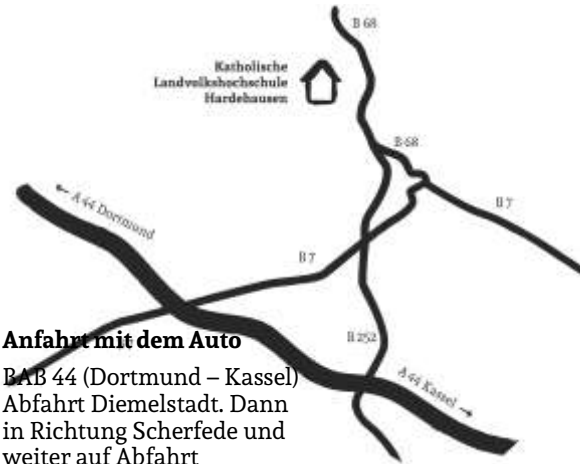 B 68
Katholische
Landvolkshochschule
Hardehausen
B 68
← A 44 Dortmund
B 7
B 7
B 252
A 44 Kassel →
Anfahrt mit dem Auto
BAB 44 (Dortmund – Kassel)
Abfahrt Diemelstadt. Dann
in Richtung Scherfede und
weiter auf Abfahrt